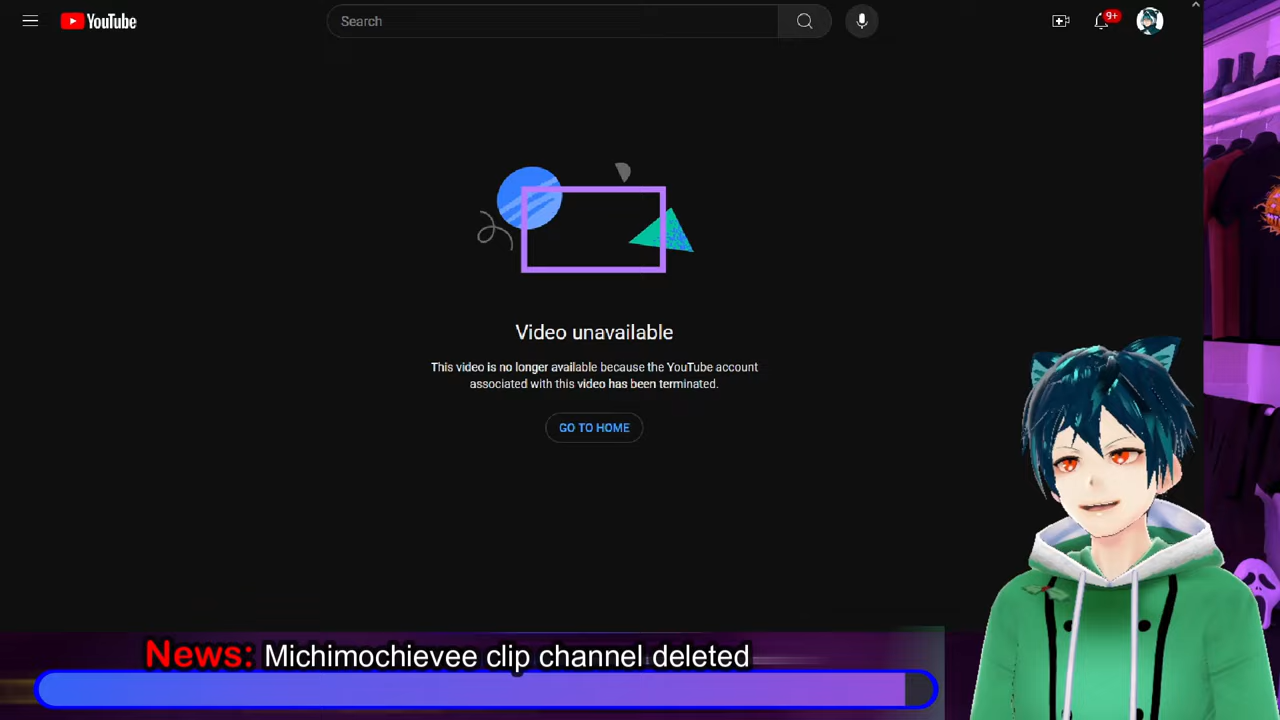 YouTube
Search
9+
Video unavailable
This video is no longer available because the YouTube account
associated with this video has been terminated.
GO TO HOME
News: Michimochievee clip channel deleted